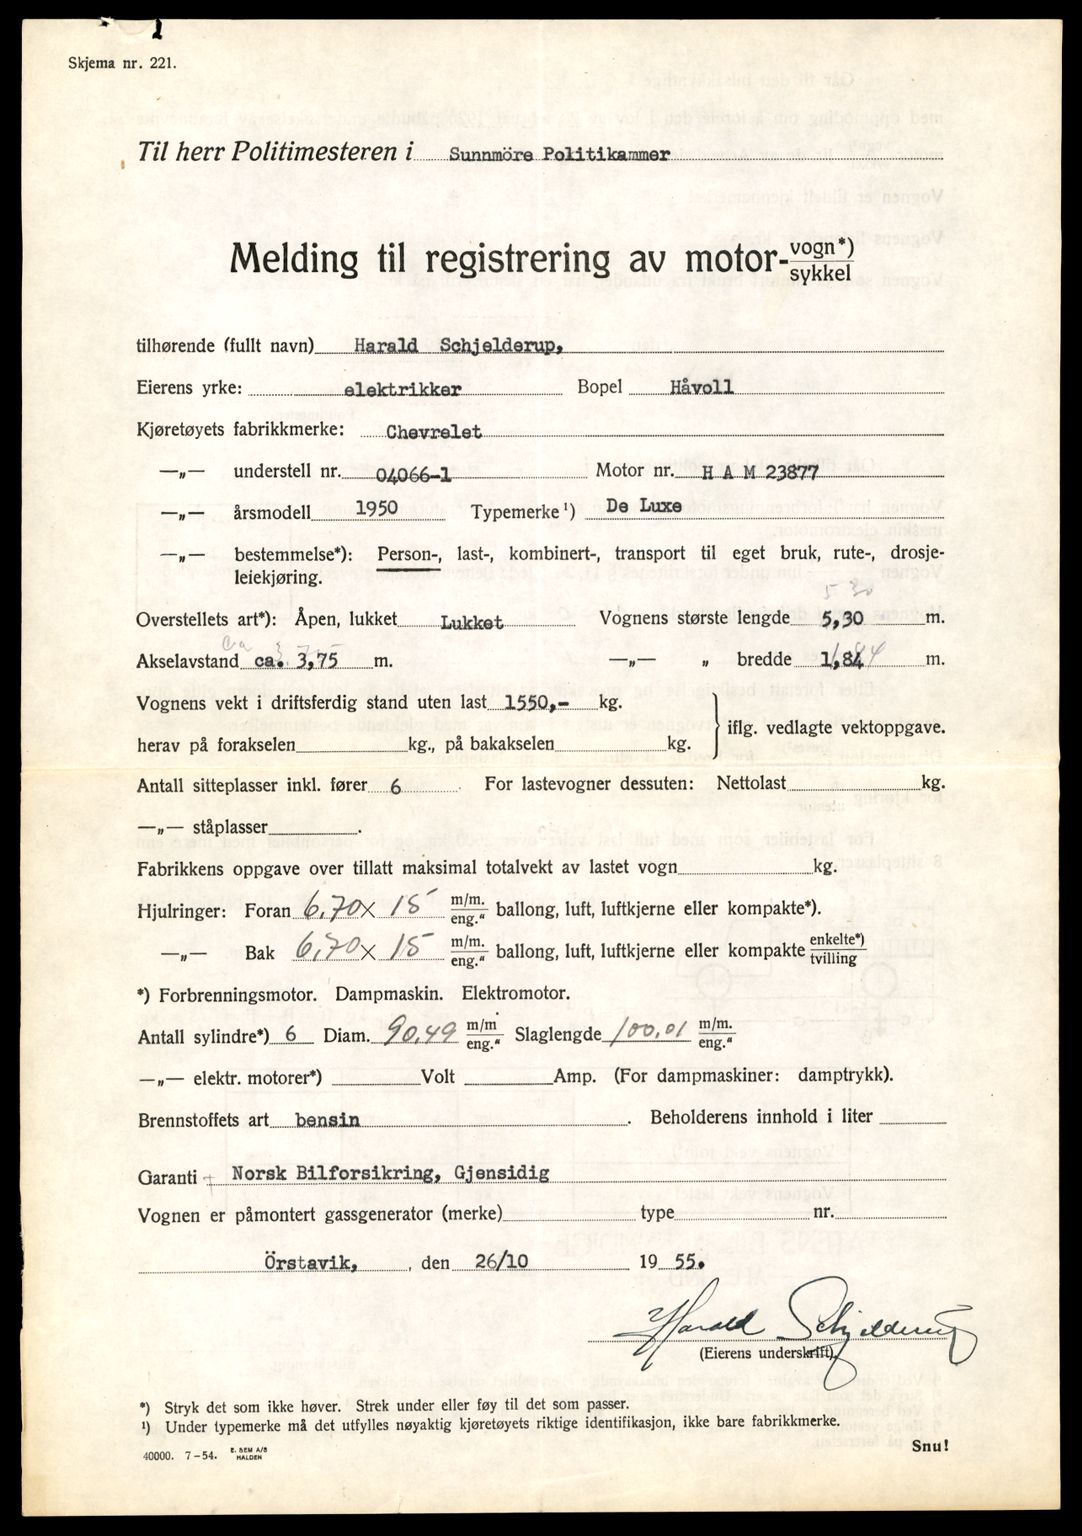 Skjema nr. 221.
Til herr Politimesteren i Sunnmöre Politikammer
Melding til registrering av motor-vogn*)
sykkel
tilhørende (fullt navn) Harald Schjelderup,
Eierens yrke: elektrikker Bopel Håvoll
Kjøretøyets fabrikkmerke: Chevrelet
—„— understell nr. 04066-1 Motor nr. H A M 23877
—„— årsmodell 1950 Typemerke¹) De Luxe
—„— bestemmelse*): Person-, last-, kombinert-, transport til eget bruk, rute-, drosje-
leiekjøring.
5 30
Overstellets art*): Åpen, lukket Lukket Vognens største lengde 5,30 m.
Akselavstand ca. 3,75 m. —„— „ bredde 1,84 m.
Vognens vekt i driftsferdig stand uten last 1550,- kg.
iflg. vedlagte vektoppgave.
herav på forakselen kg., på bakakselen kg.
Antall sitteplasser inkl. fører 6 For lastevogner dessuten: Nettolast kg.
—„— ståplasser .
Fabrikkens oppgave over tillatt maksimal totalvekt av lastet vogn kg.
Hjulringer: Foran 6,70x 15 m/m. eng.“ ballong, luft, luftkjerne eller kompakte*).
—„— Bak 6,70x 15 m/m. eng.“ ballong, luft, luftkjerne eller kompakte enkelte*) tvilling
*) Forbrenningsmotor. Dampmaskin. Elektromotor.
Antall sylindre*) 6 Diam. 90,49 m/m eng.“ Slaglengde 100,01 m/m. eng.“
—„— elektr. motorer*) Volt Amp. (For dampmaskiner: damptrykk).
Brennstoffets art bensin . Beholderens innhold i liter
Garanti Norsk Bilforsikring, Gjensidig
Vognen er påmontert gassgenerator (merke) type nr.
Örstavik, , den 26/10 19 55.
Harald Schjelderup
(Eierens underskrift).
*) Stryk det som ikke høver. Strek under eller føy til det som passer.
¹) Under typemerke må det utfylles nøyaktig kjøretøyets riktige identifikasjon, ikke bare fabrikkmerke.
Snu!
40000. 7-54. E. SEM A/S
HALDEN